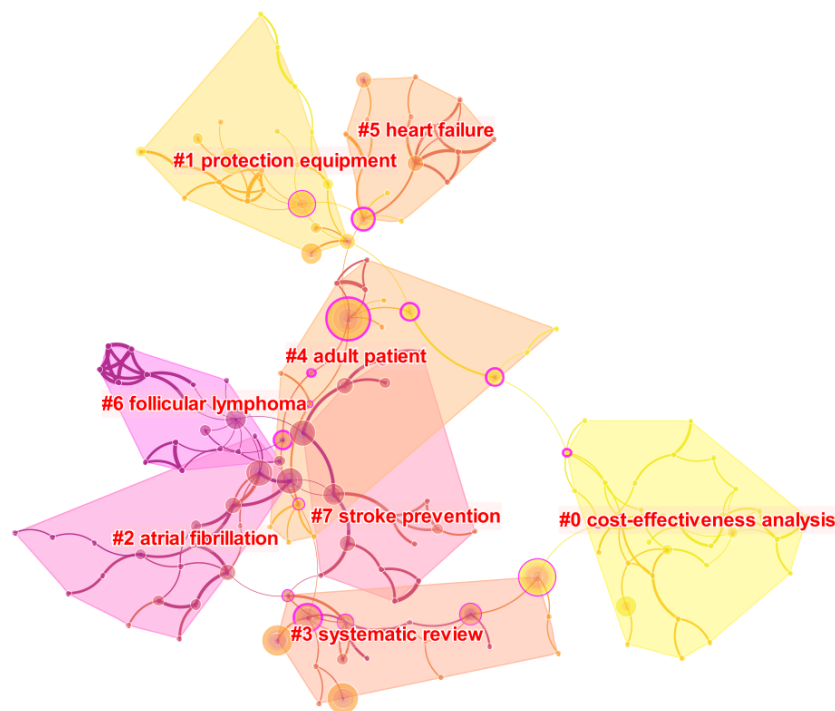 #5 heart failure
#1 protection equipment
#4 adult patient
#6 follicular lymphoma
#7 stroke prevention
#0 cost-effectiveness analysis
#2 atrial fibrillation
#3 systematic review